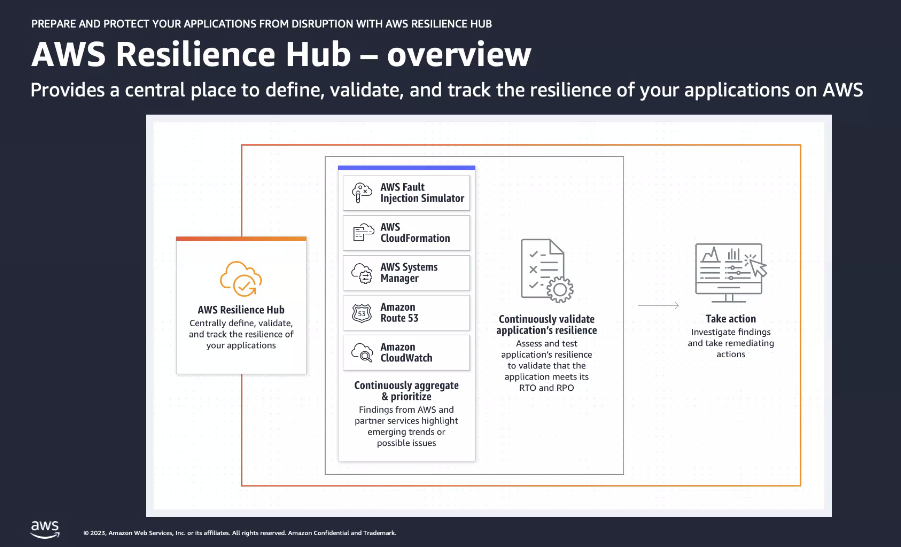 PREPARE AND PROTECT YOUR APPLICATIONS FROM DISRUPTION WITH AWS RESILIENCE HUB
AWS Resilience Hub – overview
Provides a central place to define, validate, and track the resilience of your applications on AWS
AWS Resilience Hub
Centrally define, validate,
and track the resilience of
your applications
AWS Fault
Injection Simulator
AWS
CloudFormation
AWS Systems
Manager
53
Amazon
Route 53
Amazon
CloudWatch
Continuously aggregate
& prioritize
Findings from AWS and
partner services highlight
emerging trends or
possible issues
Continuously validate
application's resilience
Assess and test
application's resilience
to validate that the
application meets its
RTO and RPO
Take action
Investigate findings
and take remediating
actions
aws
© 2023, Amazon Web Services, Inc. or its affiliates. All rights reserved. Amazon Confidential and Trademark.